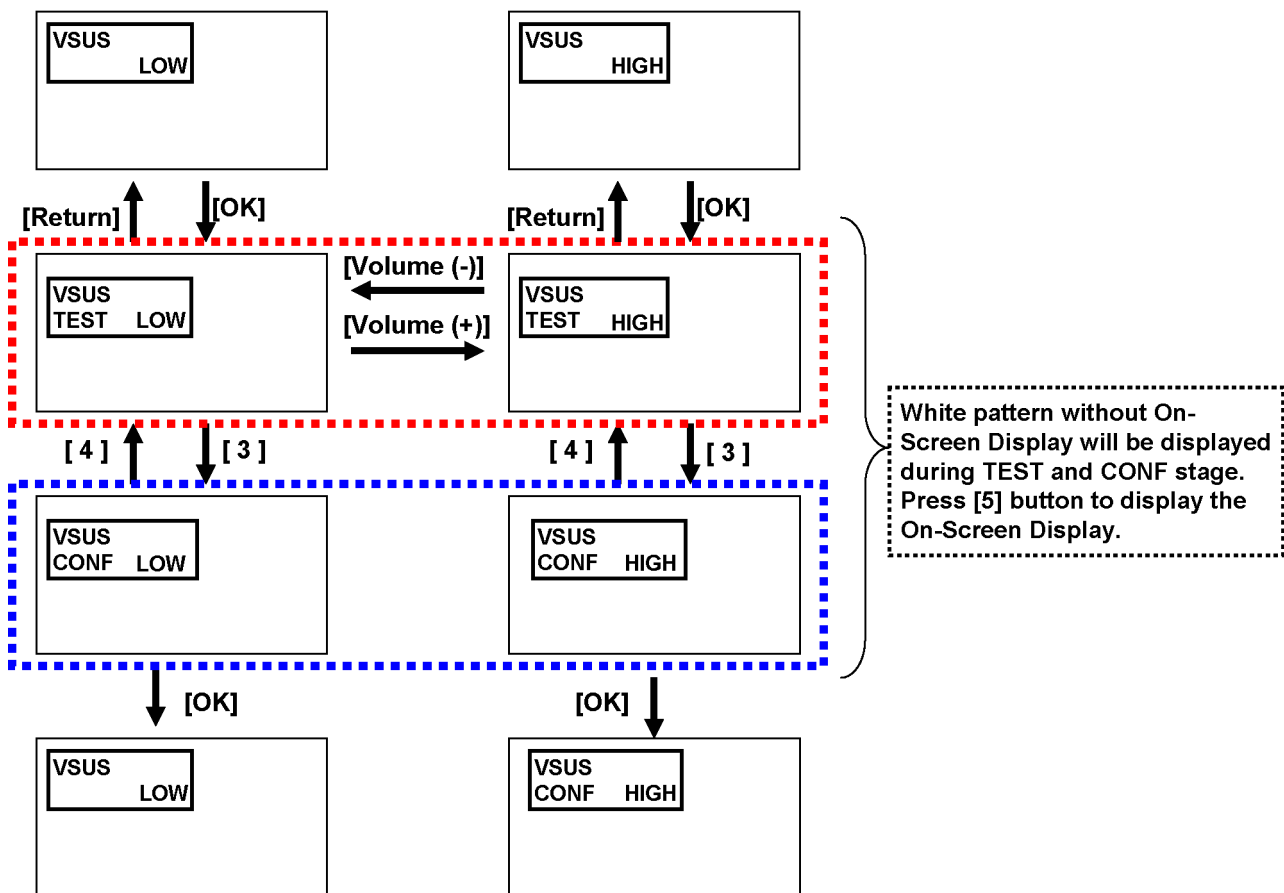 VSUS
LOW
VSUS
HIGH
[Return]
[OK]
[Return]
[OK]
VSUS
TEST LOW
[Volume (-)]
[Volume (+)]
VSUS
TEST HIGH
[ 4 ]
[ 3 ]
[ 4 ]
[ 3 ]
White pattern without On-
Screen Display will be displayed
during TEST and CONF stage.
Press [5] button to display the
On-Screen Display.
VSUS
CONF LOW
VSUS
CONF HIGH
[OK]
[OK]
VSUS
LOW
VSUS
CONF HIGH